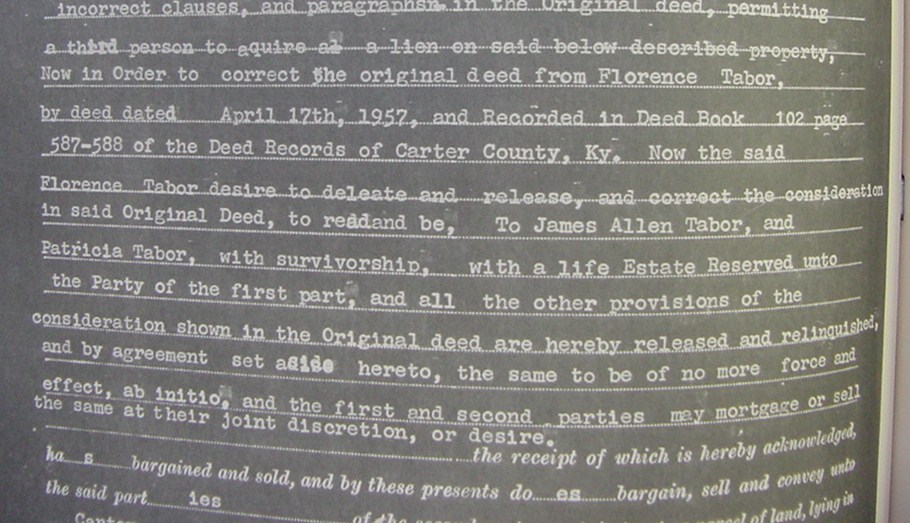 incorrect clauses, and paragraphsm in the Original deed, permitting
a third person to aquire al a lien on said below described property,
Now in Order to correct the original deed from Florence Tabor,
by deed dated April 17th, 1957, and Recorded in Deed Book 102 page
587-588 of the Deed Records of Carter County, Ky. Now the said
Florence Tabor desire to deleate and release, and correct the consideration
in said Original Deed, to readand be, To James Allen Tabor, and
Patricia Tabor, with survivorship, with a life Estate Reserved unto
the Party of the first part, and all the other provisions of the
consideration shown in the Original deed are hereby released and relinquished,
and by agreement set aside hereto, the same to be of no more force and
effect, ab initio, and the first and second parties may mortgage or sell
the same at their joint discretion, or desire.
the receipt of which is hereby acknowledged,
ha s bargained and sold, and by these presents do es bargain, sell and convey unto
the said part ies of the second
of land, lying in